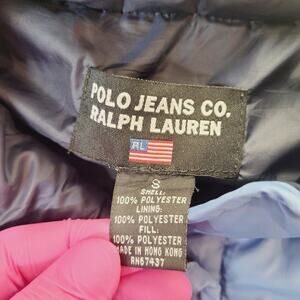 POLO JEANS CO.
RALPH LAUREN
RL
S
SHELL:
100% POLYESTER
LINING:
100% POLYESTER
FILL:
100% POLYESTER
MADE IN HONG KONG
RN67437